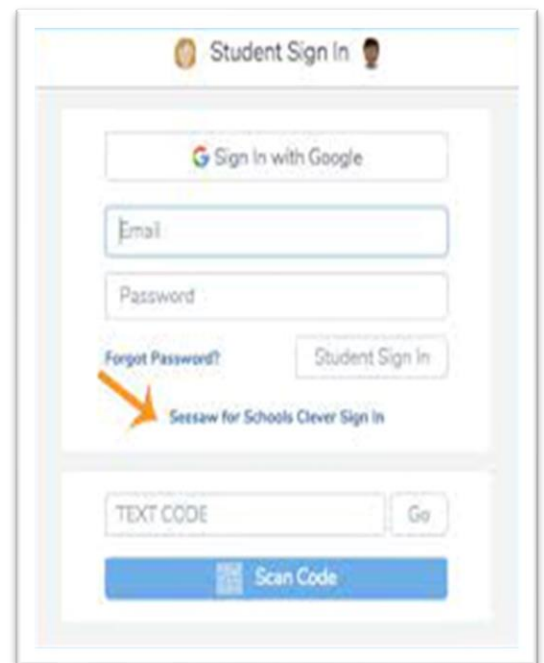 Student Sign In
Sign In with Google
Email
Password
Forgot Password? Student Sign In
Seesaw for Schools Clever Sign In
TEXT CODE Go
Scan Code